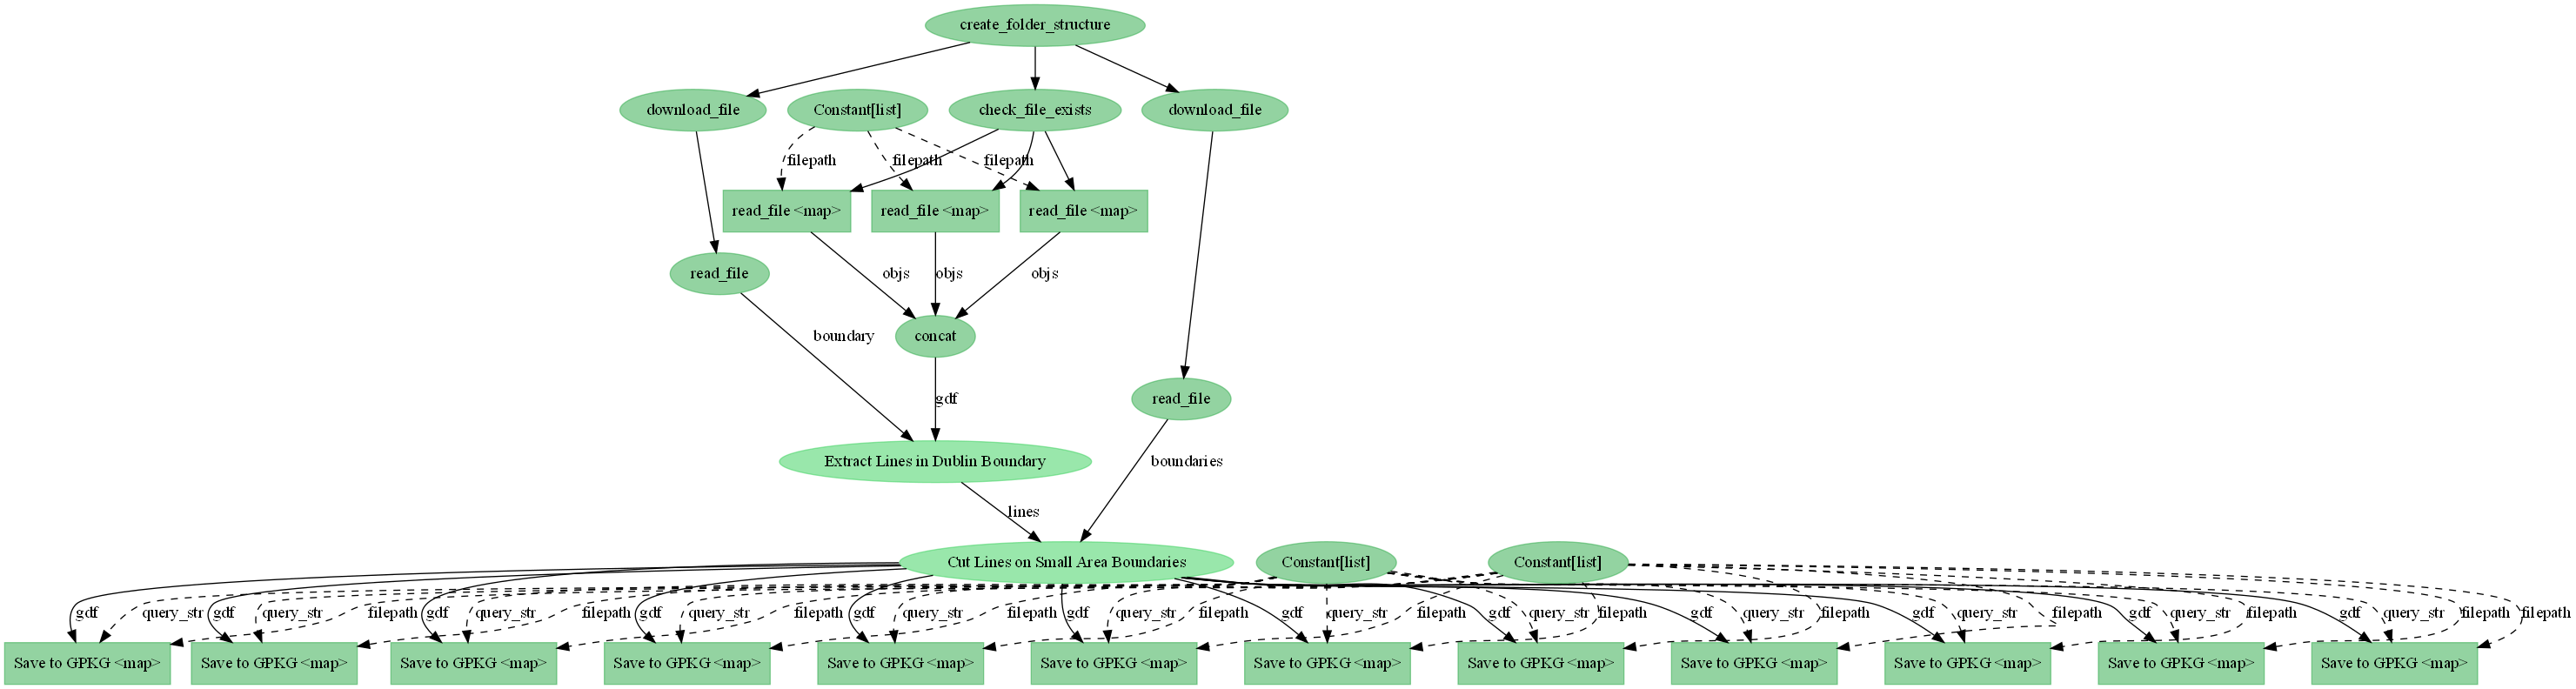 create_folder_structure
download_file
Constant[list]
check_file_exists
download_file
filepath
filepath
filepath
read_file <map>
read_file <map>
read_file <map>
read_file
objs
objs
objs
boundary
concat
gdf
read_file
Extract Lines in Dublin Boundary
boundaries
lines
Cut Lines on Small Area Boundaries
Constant[list]
Constant[list]
gdf
query_str
gdf
query_str
filepath
gdf
query_str
filepath
gdf
query_str
filepath
gdf
query_str
filepath
gdf
query_str
filepath
gdf
query_str
filepath
gdf
query_str
filepath
gdf
query_str
filepath
gdf
query_str
filepath
gdf
query_str
filepath
gdf
query_str
filepath
filepath
Save to GPKG <map>
Save to GPKG <map>
Save to GPKG <map>
Save to GPKG <map>
Save to GPKG <map>
Save to GPKG <map>
Save to GPKG <map>
Save to GPKG <map>
Save to GPKG <map>
Save to GPKG <map>
Save to GPKG <map>
Save to GPKG <map>